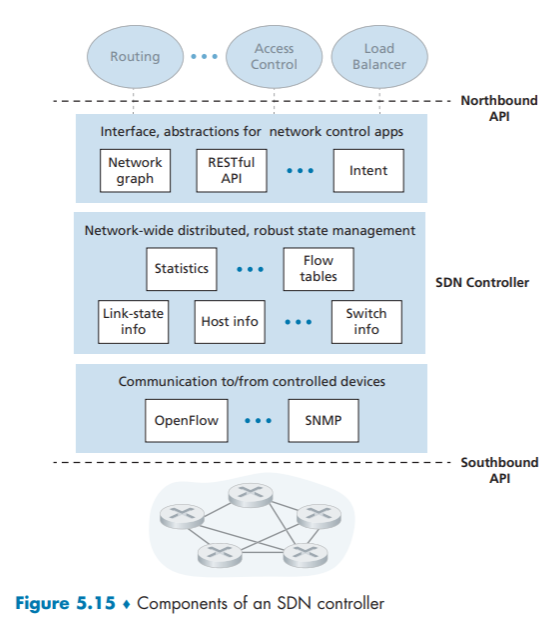 Routing
Access
Control
Load
Balancer
Northbound
API
Interface, abstractions for network control apps
Network
graph
RESTful
API
Intent
Network-wide distributed, robust state management
Statistics
Flow
tables
SDN Controller
Link-state
info
Host info
Switch
info
Communication to/from controlled devices
OpenFlow
SNMP
Southbound
API
Figure 5.15 ♦ Components of an SDN controller